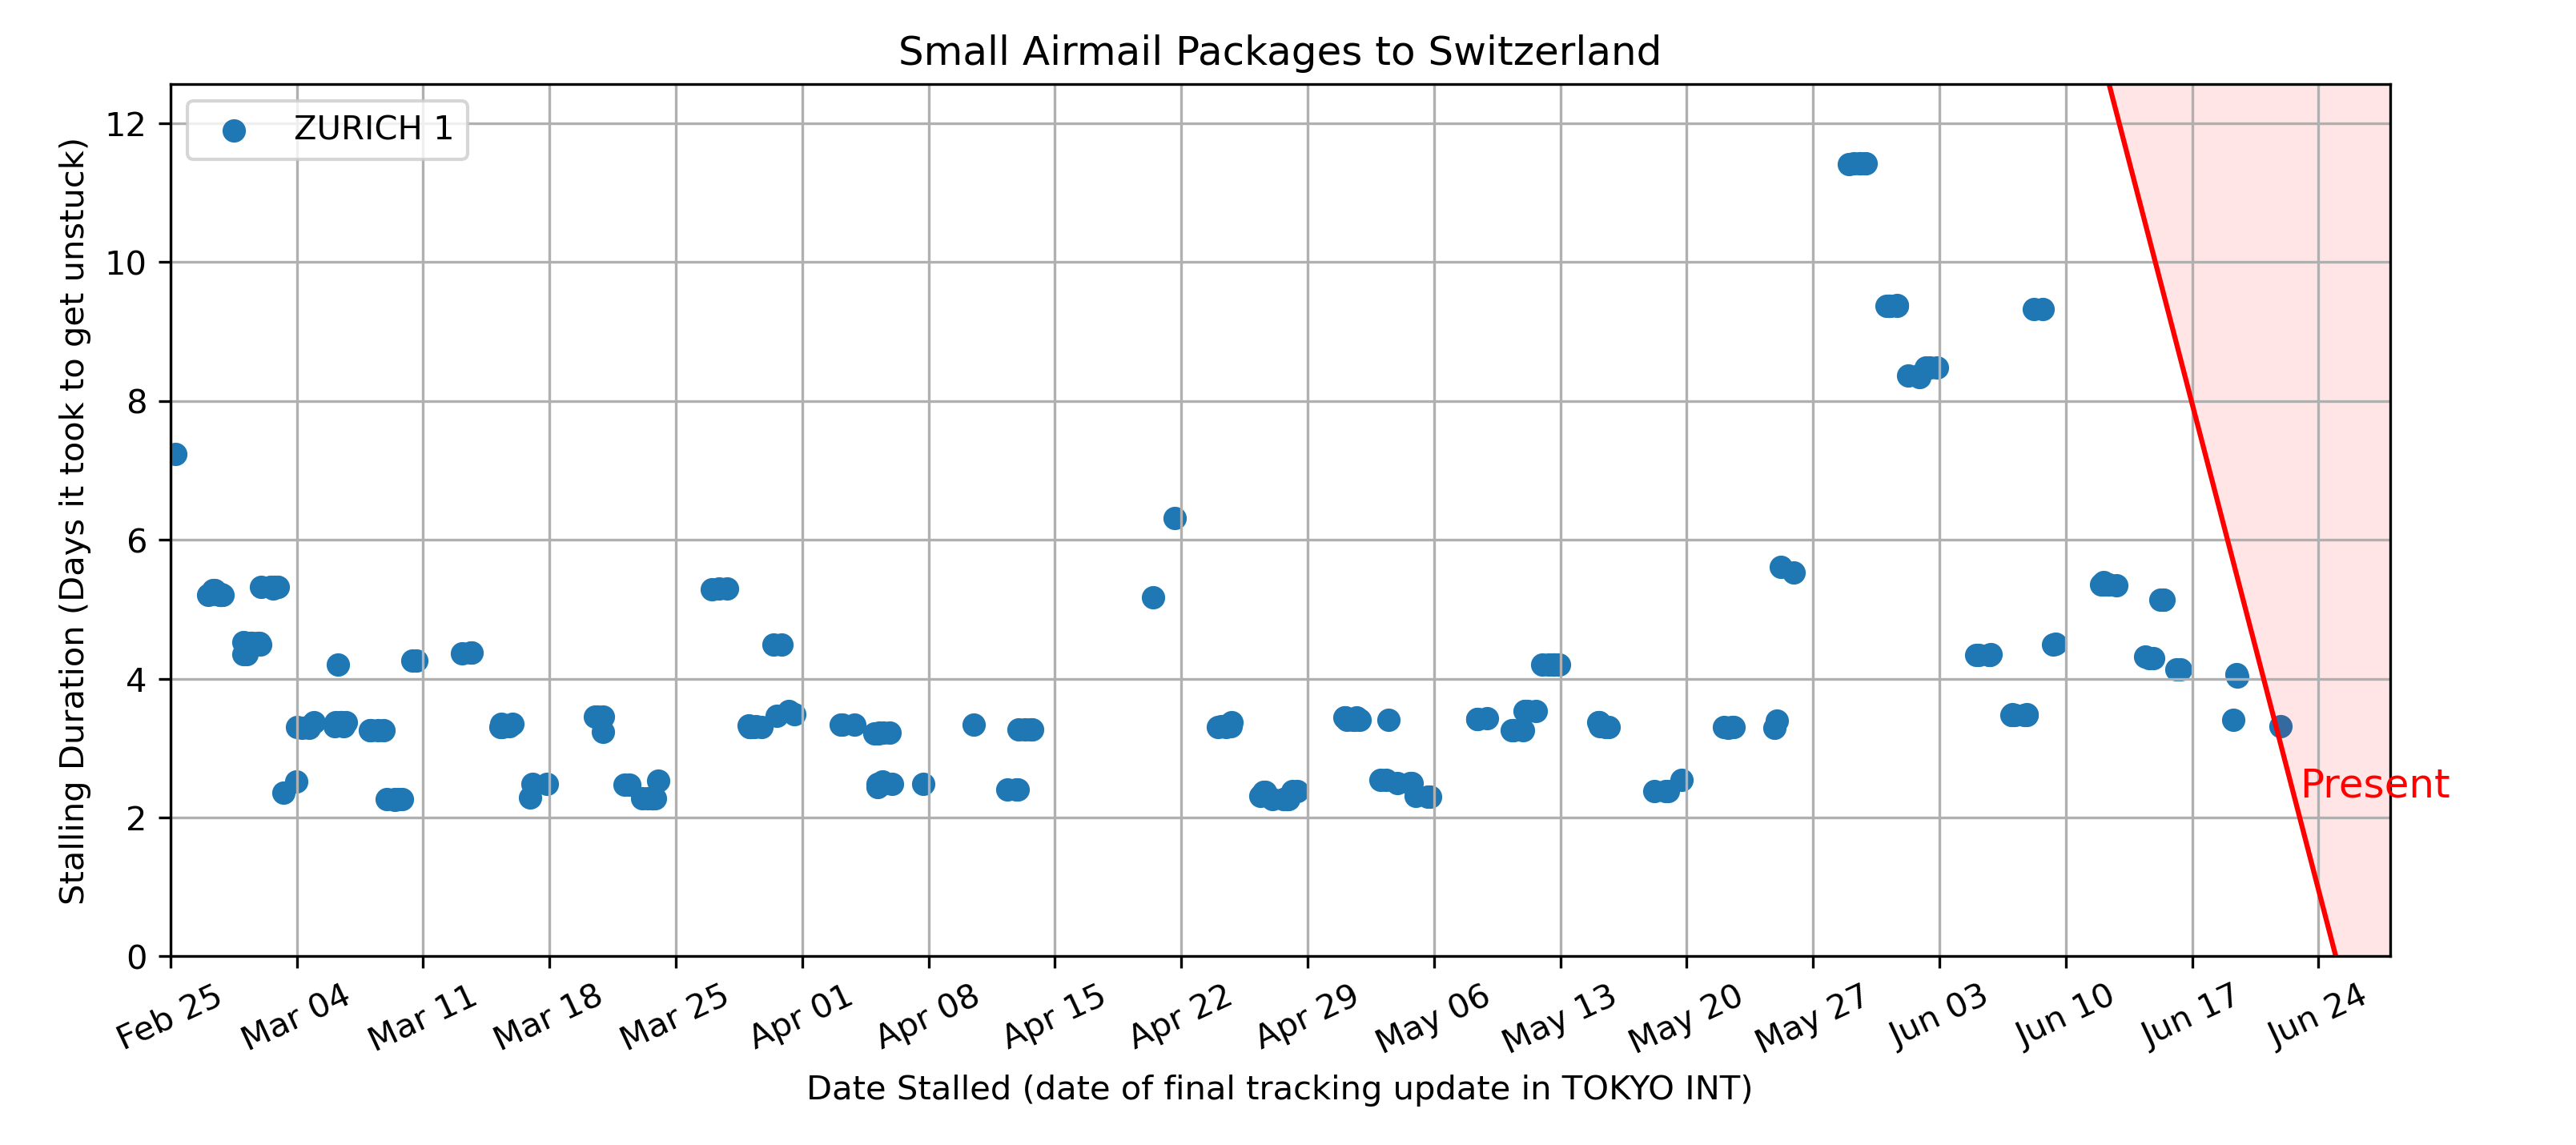 Small Airmail Packages to Switzerland
ZURICH 1
Stalling Duration (Days it took to get unstuck)
12
10
8
6
4
2
0
Present
Feb 25
Mar 04
Mar 11
Mar 18
Mar 25
Apr 01
Apr 08
Apr 15
Apr 22
Apr 29
May 06
May 13
May 20
May 27
Jun 03
Jun 10
Jun 17
Jun 24
Date Stalled (date of final tracking update in TOKYO INT)